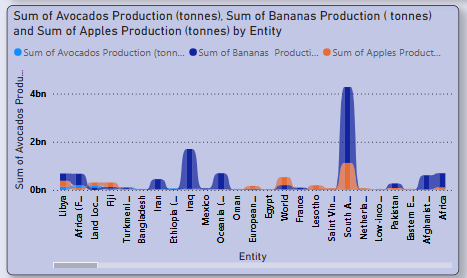 Sum of Avocados Production (tonnes), Sum of Bananas Production ( tonnes)
and Sum of Apples Production (tonnes) by Entity
Sum of Avocados Production (tonn... Sum of Bananas Producti... Sum of Apples Product...
Sum of Avocados Produ...
4bn
2bn
0bn
Libya
Africa (F...
Land Loc...
Fiji
Turkmeni...
Bangladesh
Iran
Ethiopia (...
Iraq
Mexico
Oceania (...
Oman
European...
Egypt
World
France
Lesotho
Saint Vin...
South A...
Netherla...
Low-Inco...
Pakistan
Eastern E...
Afghanist...
Africa
Entity